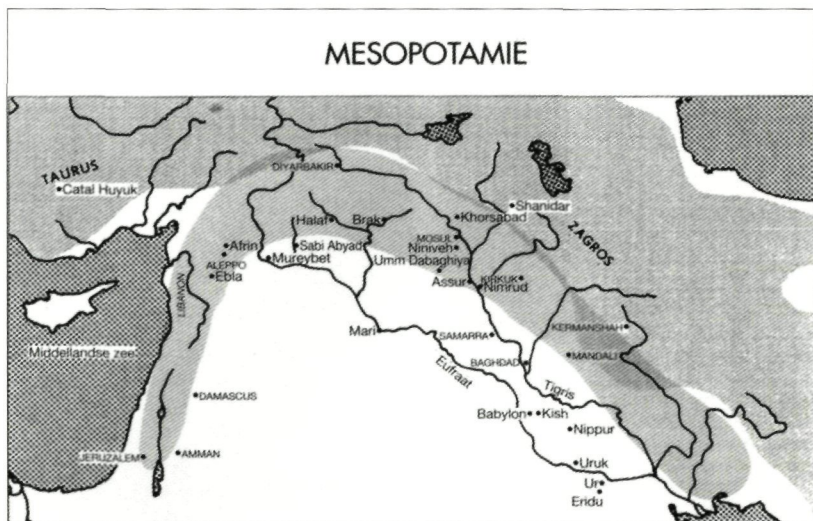 MESOPOTAMIE
TAURUS
Catal Huyuk
DIYARBAKIR
Shanidar
Halaf
Brak
Khorsabad
ZAGROS
Afrin
Sabi Abyad
MOSUL
Niniveh
ALEPPO
Mureybet
Umm Dabaghiya
Ebla
Assur
KIRKUK
Nimrud
LIBANON
Mari
SAMARRA
KERMANSHAH
Middellandse zee
BAGHDAD
MANDALI
Eufraat
Tigris
DAMASCUS
Babylon
Kish
Nippur
JERUZALEM
AMMAN
Uruk
Ur
Eridu